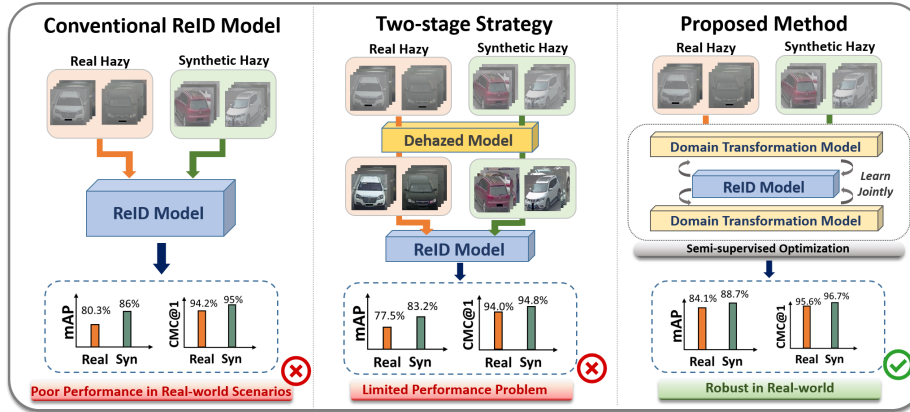 Conventional ReID Model
Real Hazy
Synthetic Hazy
ReID Model
mAP
80.3%
86%
Real
Syn
CMC@1
94.2%
95%
Real
Syn
Poor Performance in Real-world Scenarios
Two-stage Strategy
Real Hazy
Synthetic Hazy
Dehazed Model
ReID Model
mAP
77.5%
83.2%
Real
Syn
CMC@1
94.0%
94.8%
Real
Syn
Limited Performance Problem
Proposed Method
Real Hazy
Synthetic Hazy
Domain Transformation Model
ReID Model
Learn
Jointly
Domain Transformation Model
Semi-supervised Optimization
mAP
84.1%
88.7%
Real
Syn
CMC@1
95.6%
96.7%
Real
Syn
Robust in Real-world